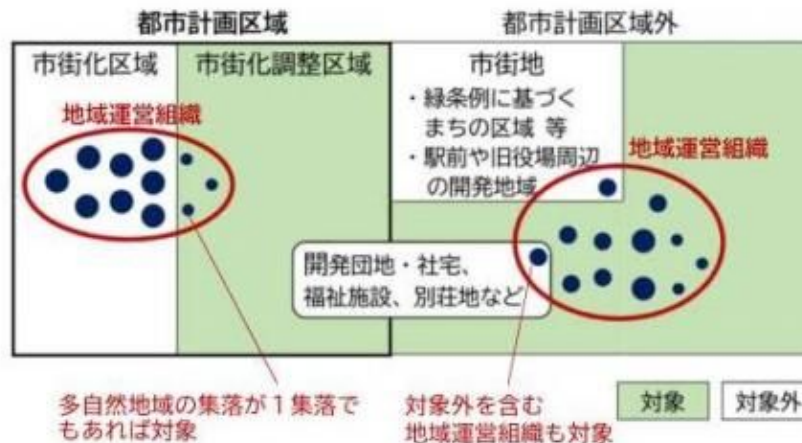 都市計画区域
都市計画区域外
市街化区域
市街化調整区域
市街地
・緑条例に基づく
まちの区域 等
・駅前や旧役場周辺
の開発地域
地域運営組織
地域運営組織
開発団地・社宅、
福祉施設、別荘地など
多自然地域の集落が1集落で
もあれば対象
対象外を含む
地域運営組織も対象
対象
対象外